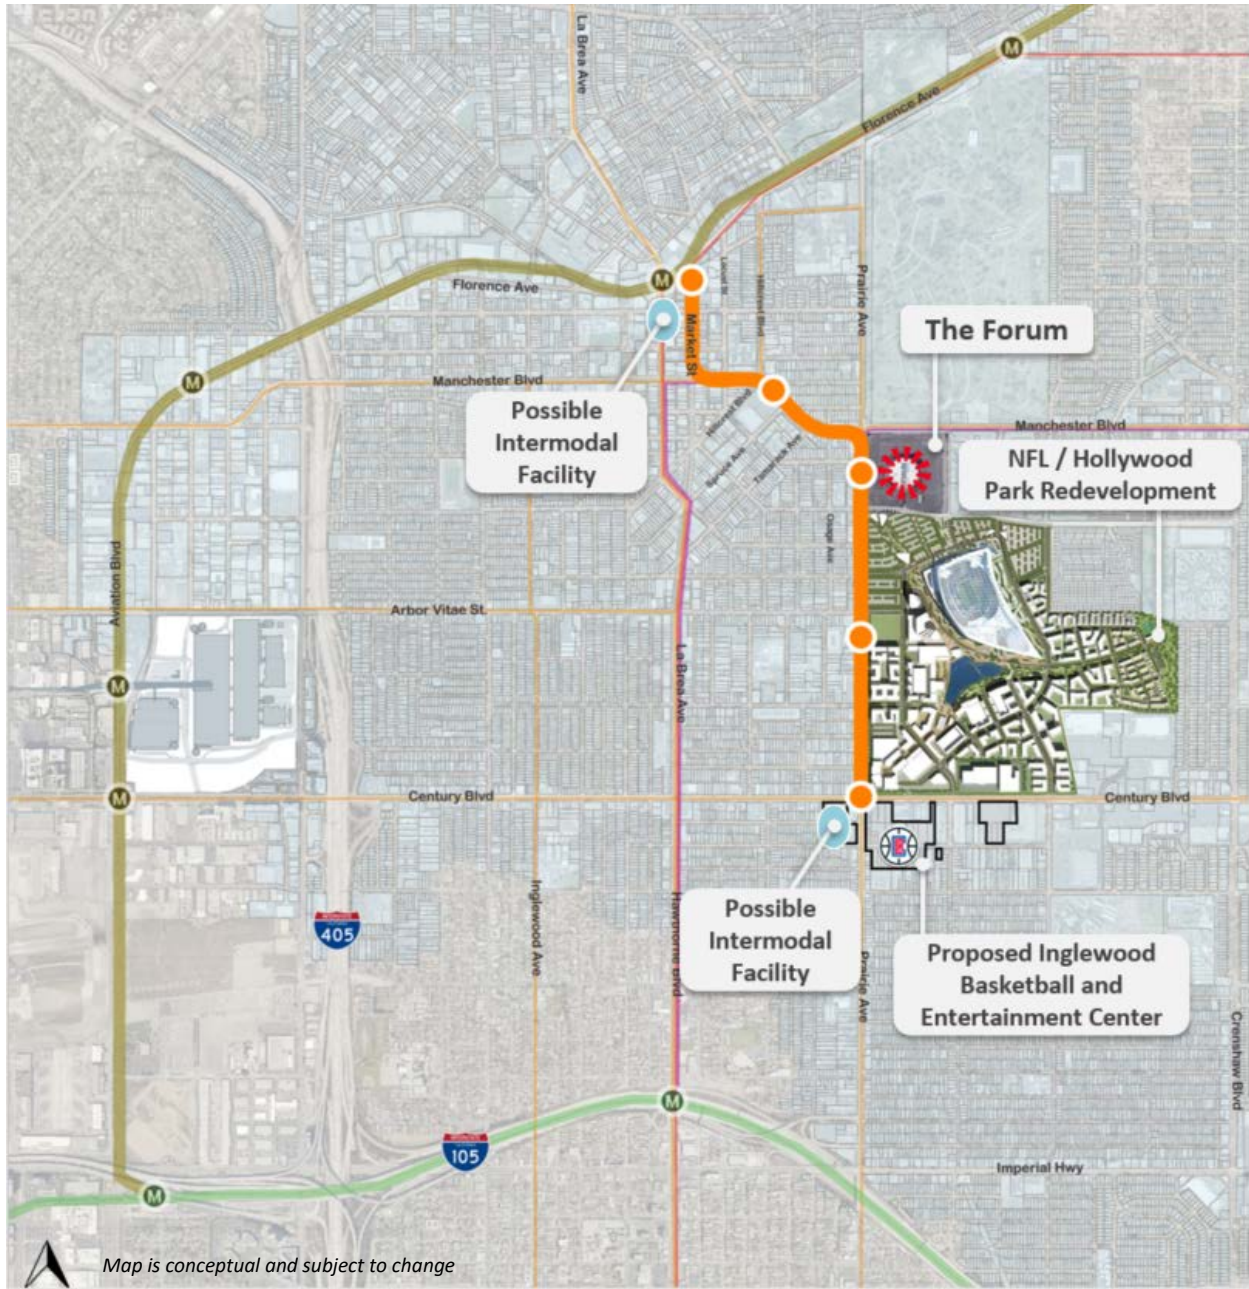 La Brea Ave
M
Florence Ave
M
Florence Ave
Locust St
Hillcrest Blvd
Prairie Ave
Market St
The Forum
M
Manchester Blvd
Possible
Intermodal
Facility
Hillcrest Blvd
Spruce Ave
Tamarack Ave
Manchester Blvd
NFL / Hollywood
Park Redevelopment
Osage Ave
Aviation Blvd
Arbor Vitae St.
La Brea Ave
M
M
Century Blvd
Century Blvd
Inglewood Ave
Hawthorne Blvd
405
Possible
Intermodal
Facility
Prairie Ave
Proposed Inglewood
Basketball and
Entertainment Center
Crenshaw Blvd
M
105
Imperial Hwy
M
Map is conceptual and subject to change